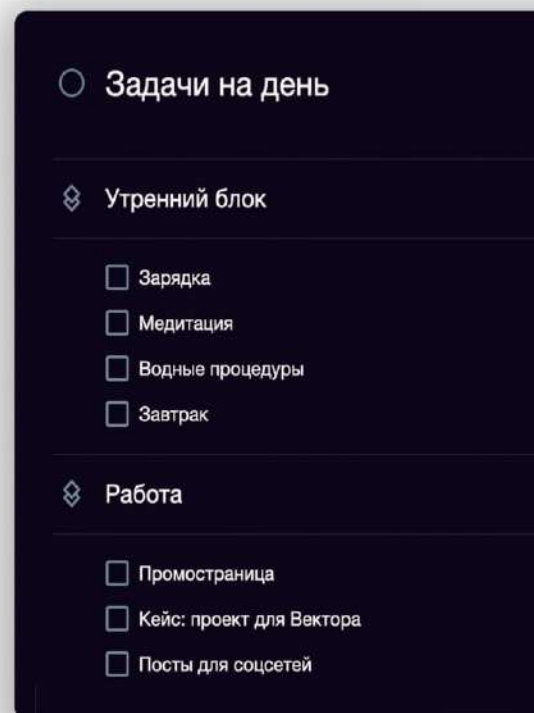 Задачи на день
Утренний блок
Зарядка
Медитация
Водные процедуры
Завтрак
Работа
Промостраница
Кейс: проект для Вектора
Посты для соцсетей